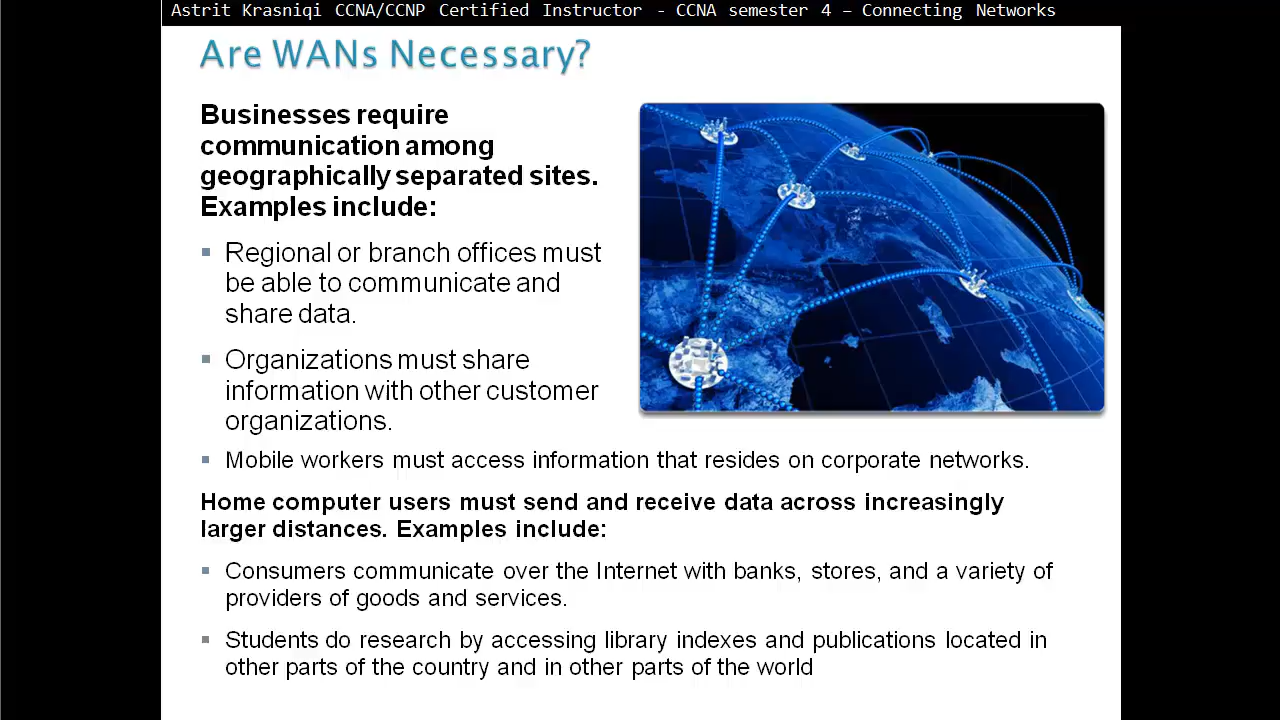 Astrit Krasniqi CCNA/CCNP Certified Instructor - CCNA semester 4 – Connecting Networks
Are WANs Necessary?
Businesses require
communication among
geographically separated sites.
Examples include:
▪ Regional or branch offices must
be able to communicate and
share data.
▪ Organizations must share
information with other customer
organizations.
▪ Mobile workers must access information that resides on corporate networks.
Home computer users must send and receive data across increasingly
larger distances. Examples include:
▪ Consumers communicate over the Internet with banks, stores, and a variety of
providers of goods and services.
▪ Students do research by accessing library indexes and publications located in
other parts of the country and in other parts of the world